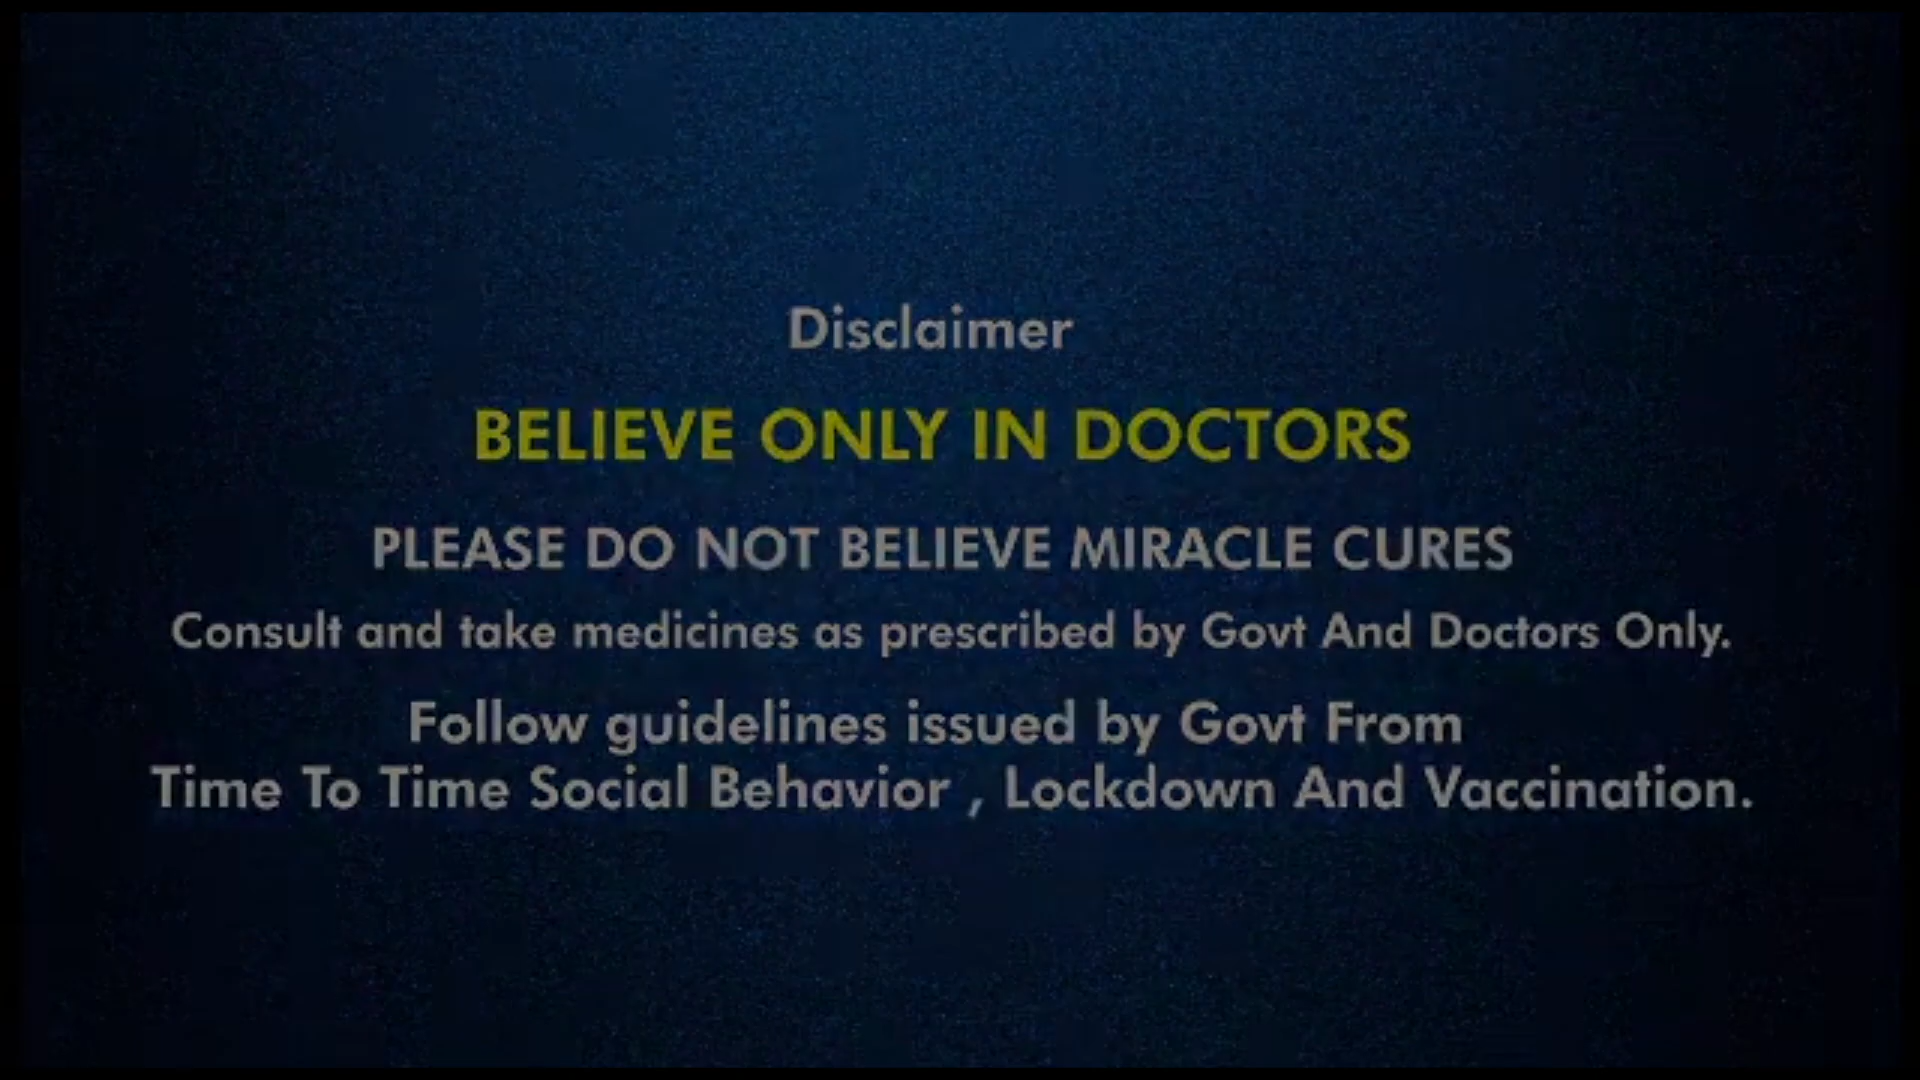 Disclaimer
BELIEVE ONLY IN DOCTORS
PLEASE DO NOT BELIEVE MIRACLE CURES
Consult and take medicines as prescribed by Govt And Doctors Only.
Follow guidelines issued by Govt From
Time To Time Social Behavior , Lockdown And Vaccination.